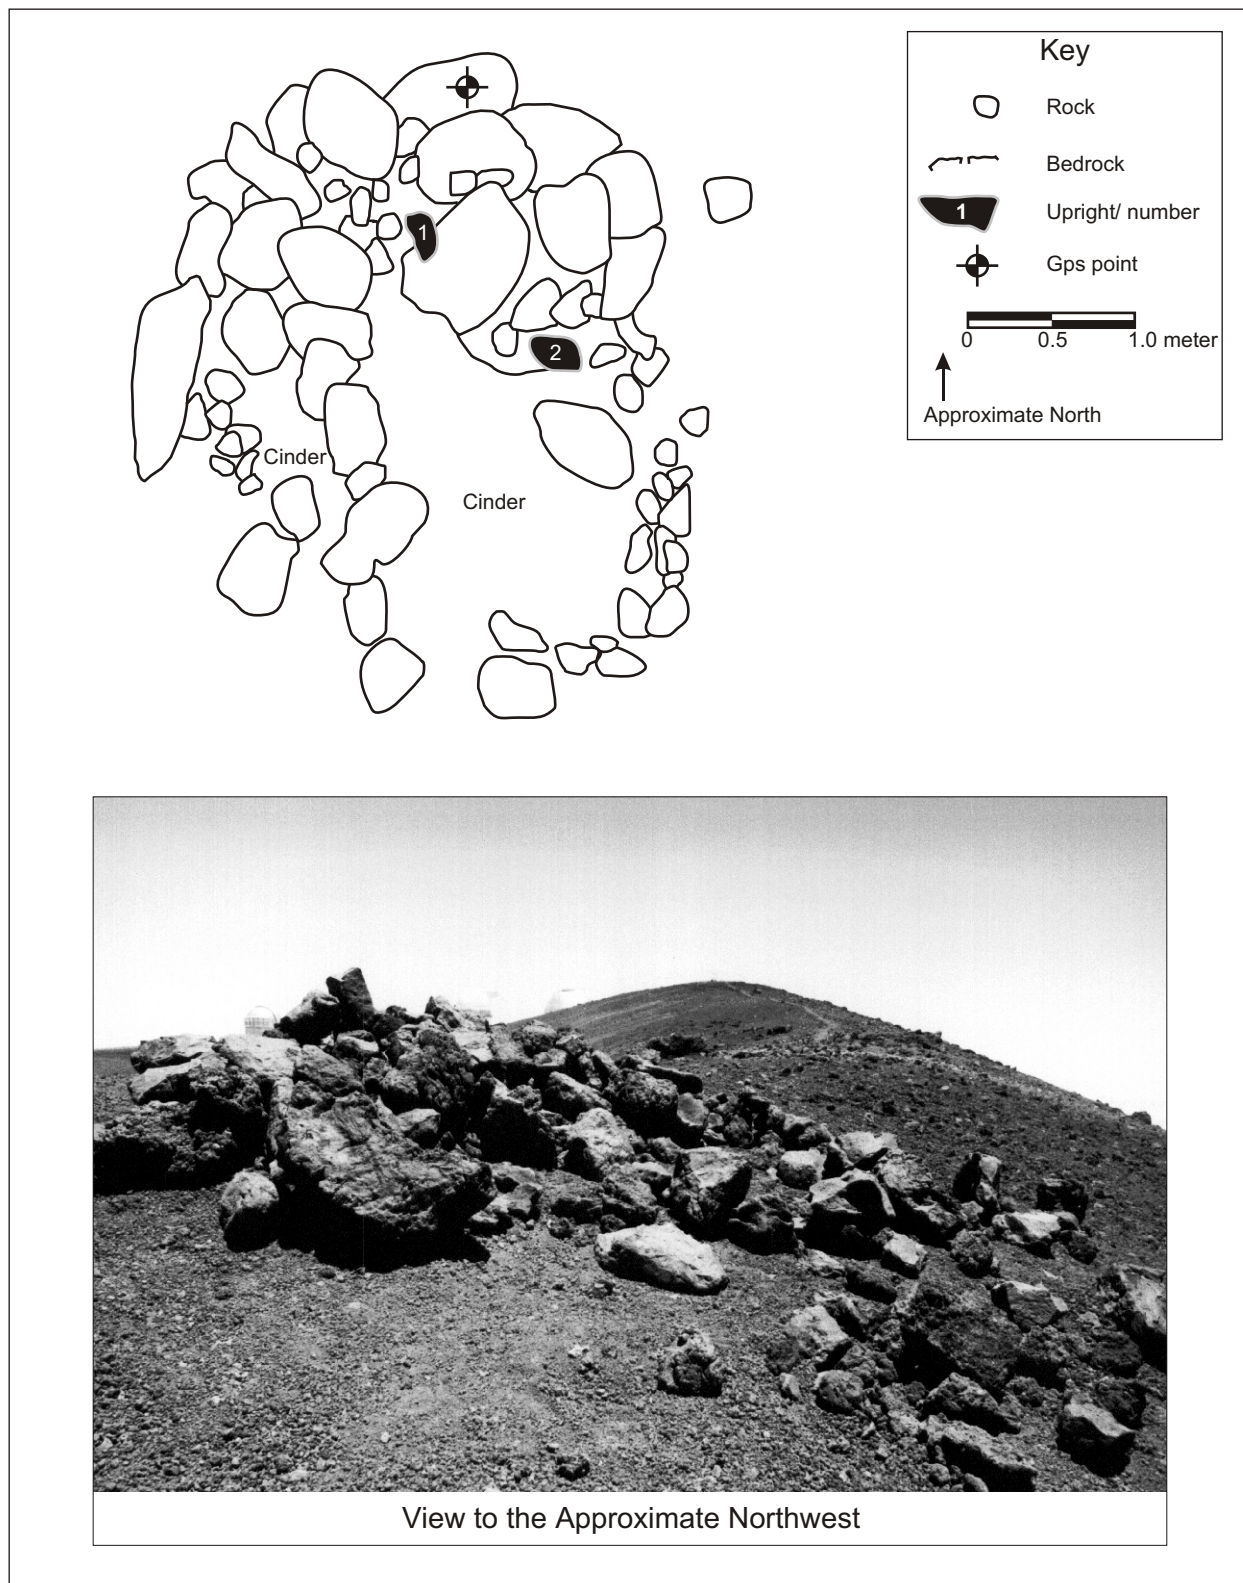 Key
Rock
Bedrock
1 Upright/ number
Gps point
0 0.5 1.0 meter
Approximate North
1
2
Cinder
Cinder
View to the Approximate Northwest